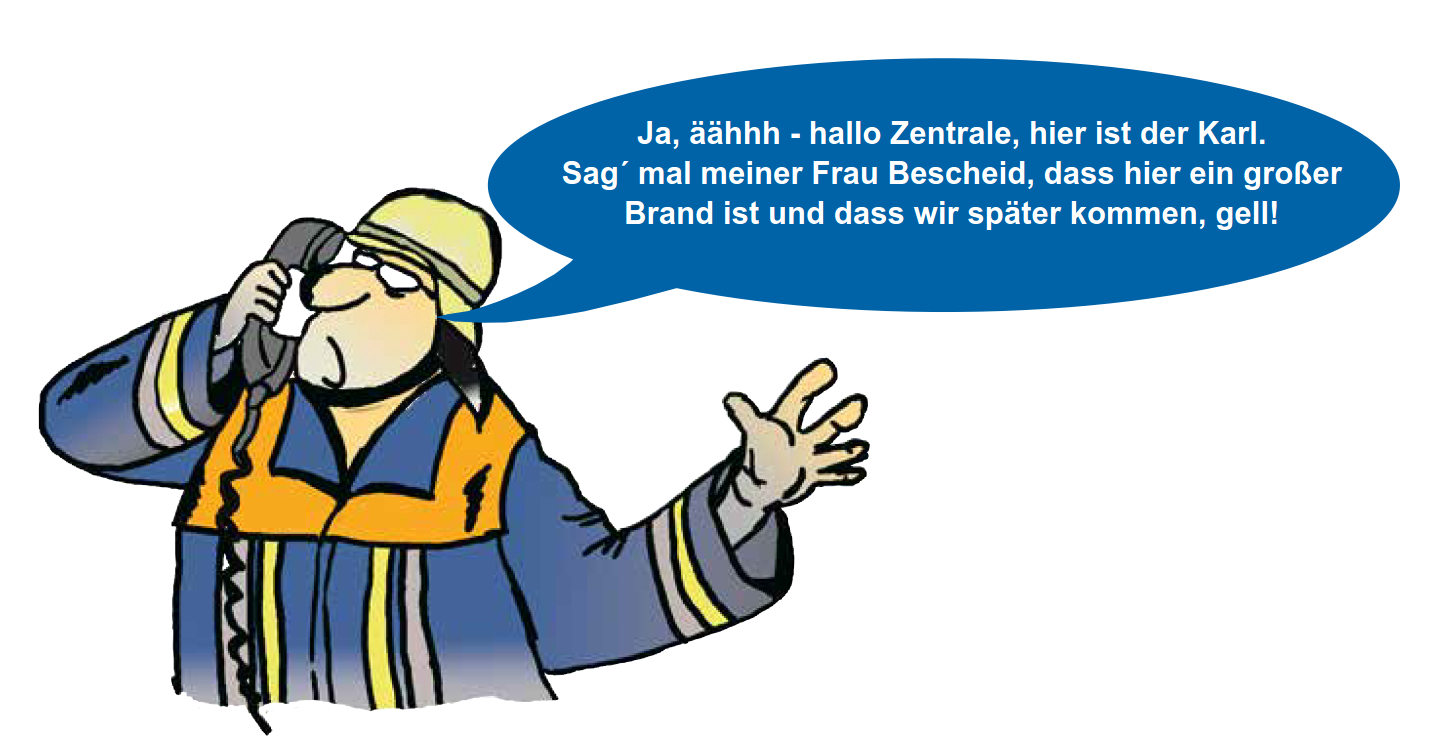 Ja, äähhh - hallo Zentrale, hier ist der Karl.
Sag´ mal meiner Frau Bescheid, dass hier ein großer
Brand ist und dass wir später kommen, gell!